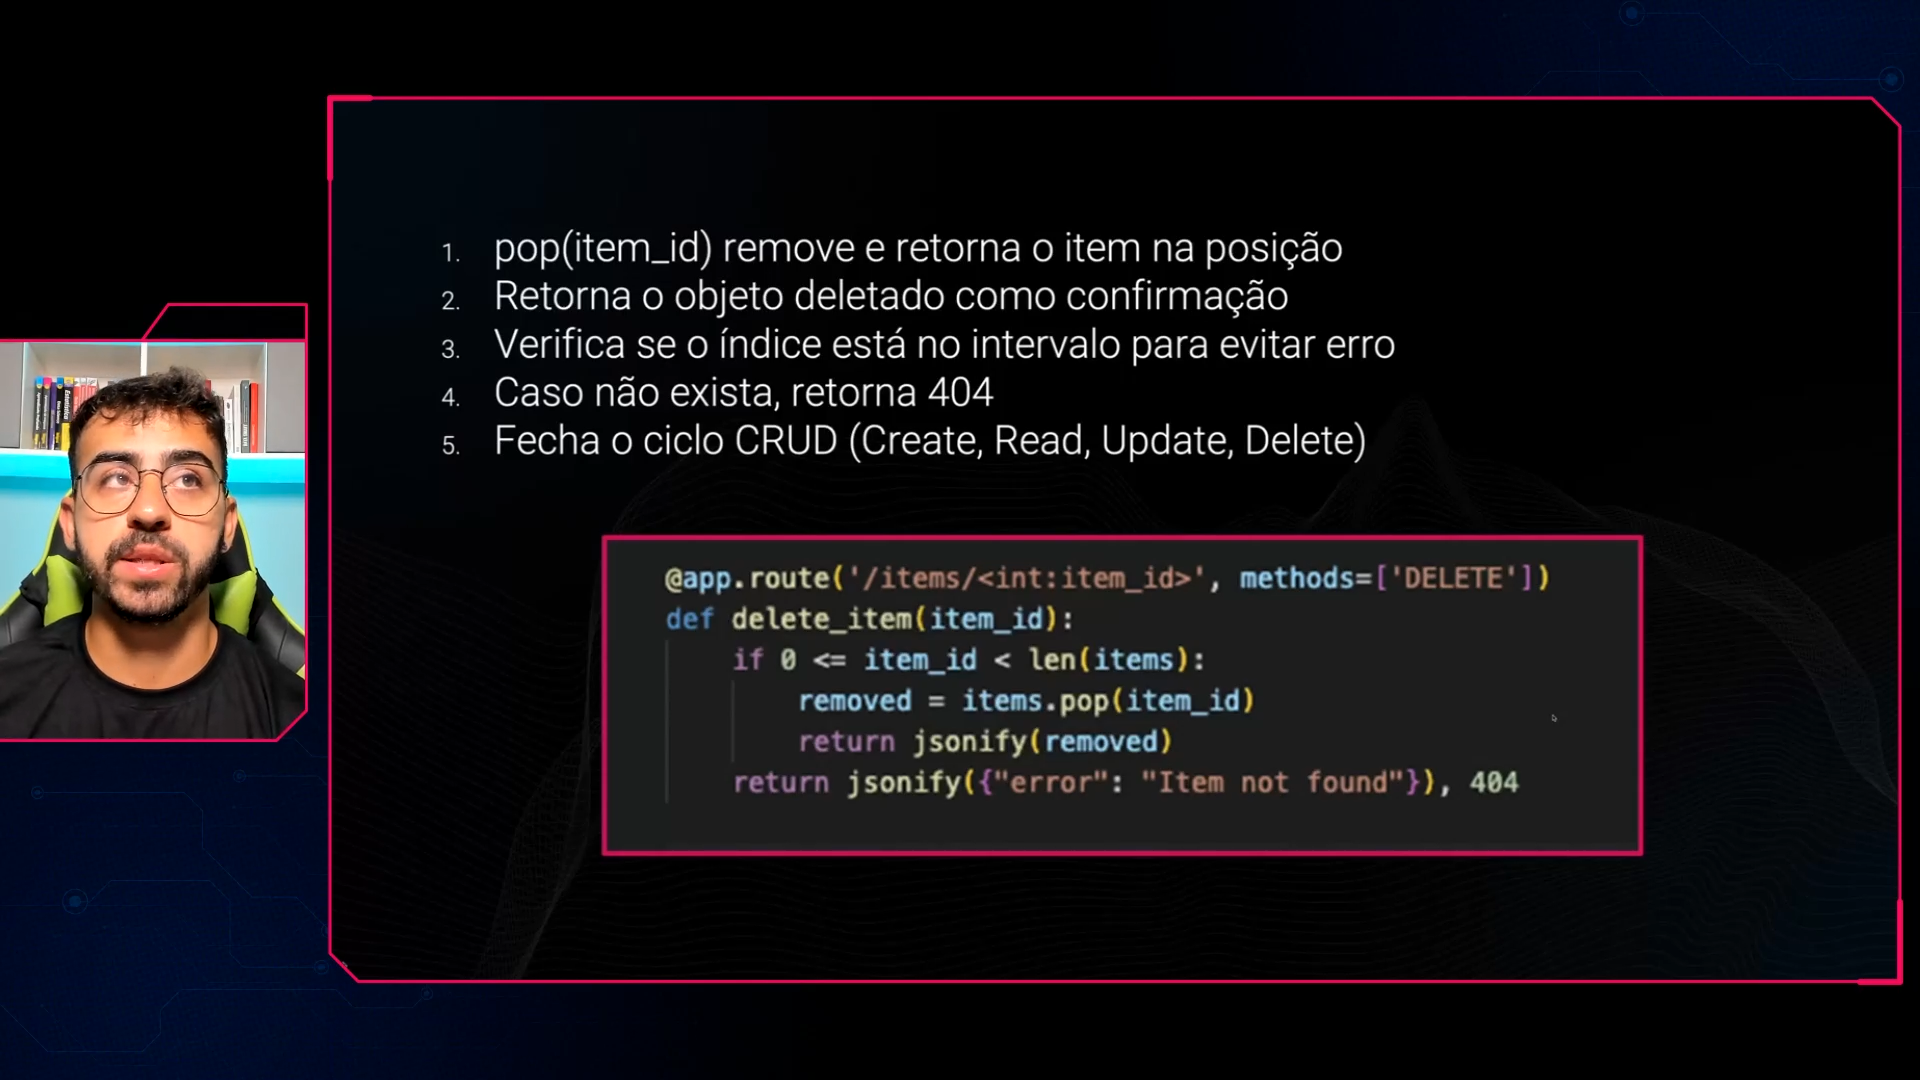 1. pop(item_id) remove e retorna o item na posição
2. Retorna o objeto deletado como confirmação
3. Verifica se o índice está no intervalo para evitar erro
4. Caso não exista, retorna 404
5. Fecha o ciclo CRUD (Create, Read, Update, Delete)
@app.route('/items/<int:item_id>', methods=['DELETE'])
def delete_item(item_id):
    if 0 <= item_id < len(items):
        removed = items.pop(item_id)
        return jsonify(removed)
    return jsonify({"error": "Item not found"}), 404